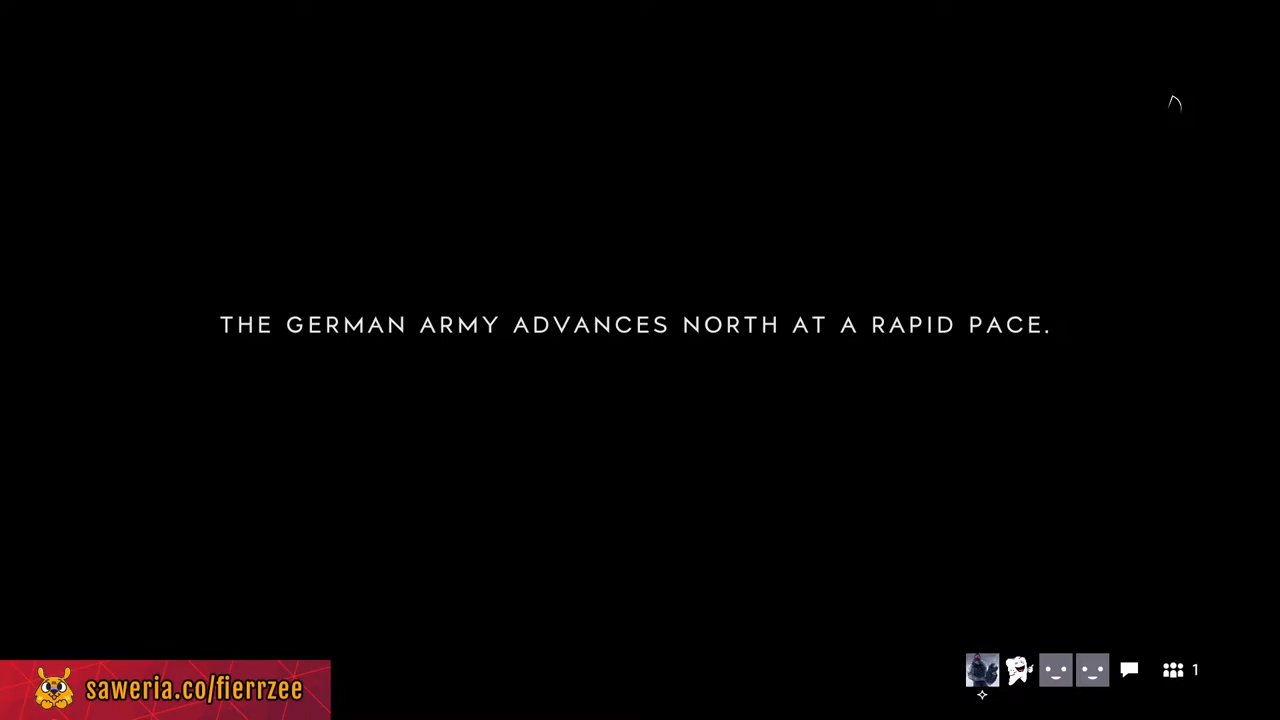 THE GERMAN ARMY ADVANCES NORTH AT A RAPID PACE.
saweria.co/fierrzee
1